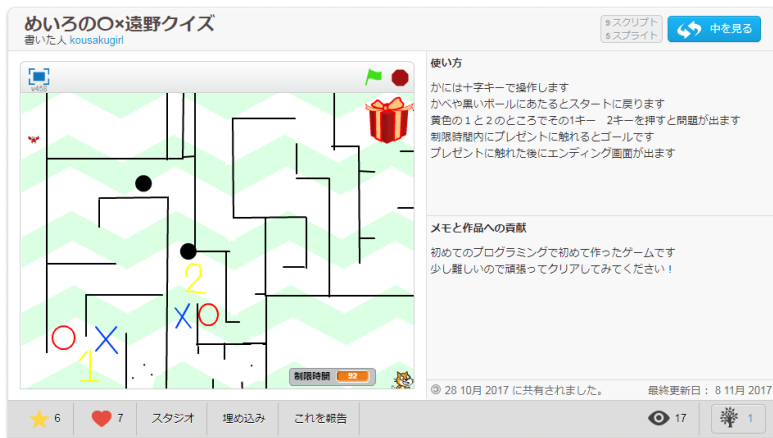 めいろの〇×遠野クイズ
書いた人 kousakugirl
9 スクリプト
5 スプライト
中を見る
v458
2
1
制限時間 92
使い方
かには十字キーで操作します
かべや黒いボールにあたるとスタートに戻ります
黄色の１と２のところでその1キー　2キーを押すと問題が出ます
制限時間内にプレゼントに触れるとゴールです
プレゼントに触れた後にエンディング画面が出ます
メモと作品への貢献
初めてのプログラミングで初めて作ったゲームです
少し難しいので頑張ってクリアしてみてください！
28 10月 2017 に共有されました。
最終更新日： 8 11月 2017
6
7
スタジオ
埋め込み
これを報告
17
1